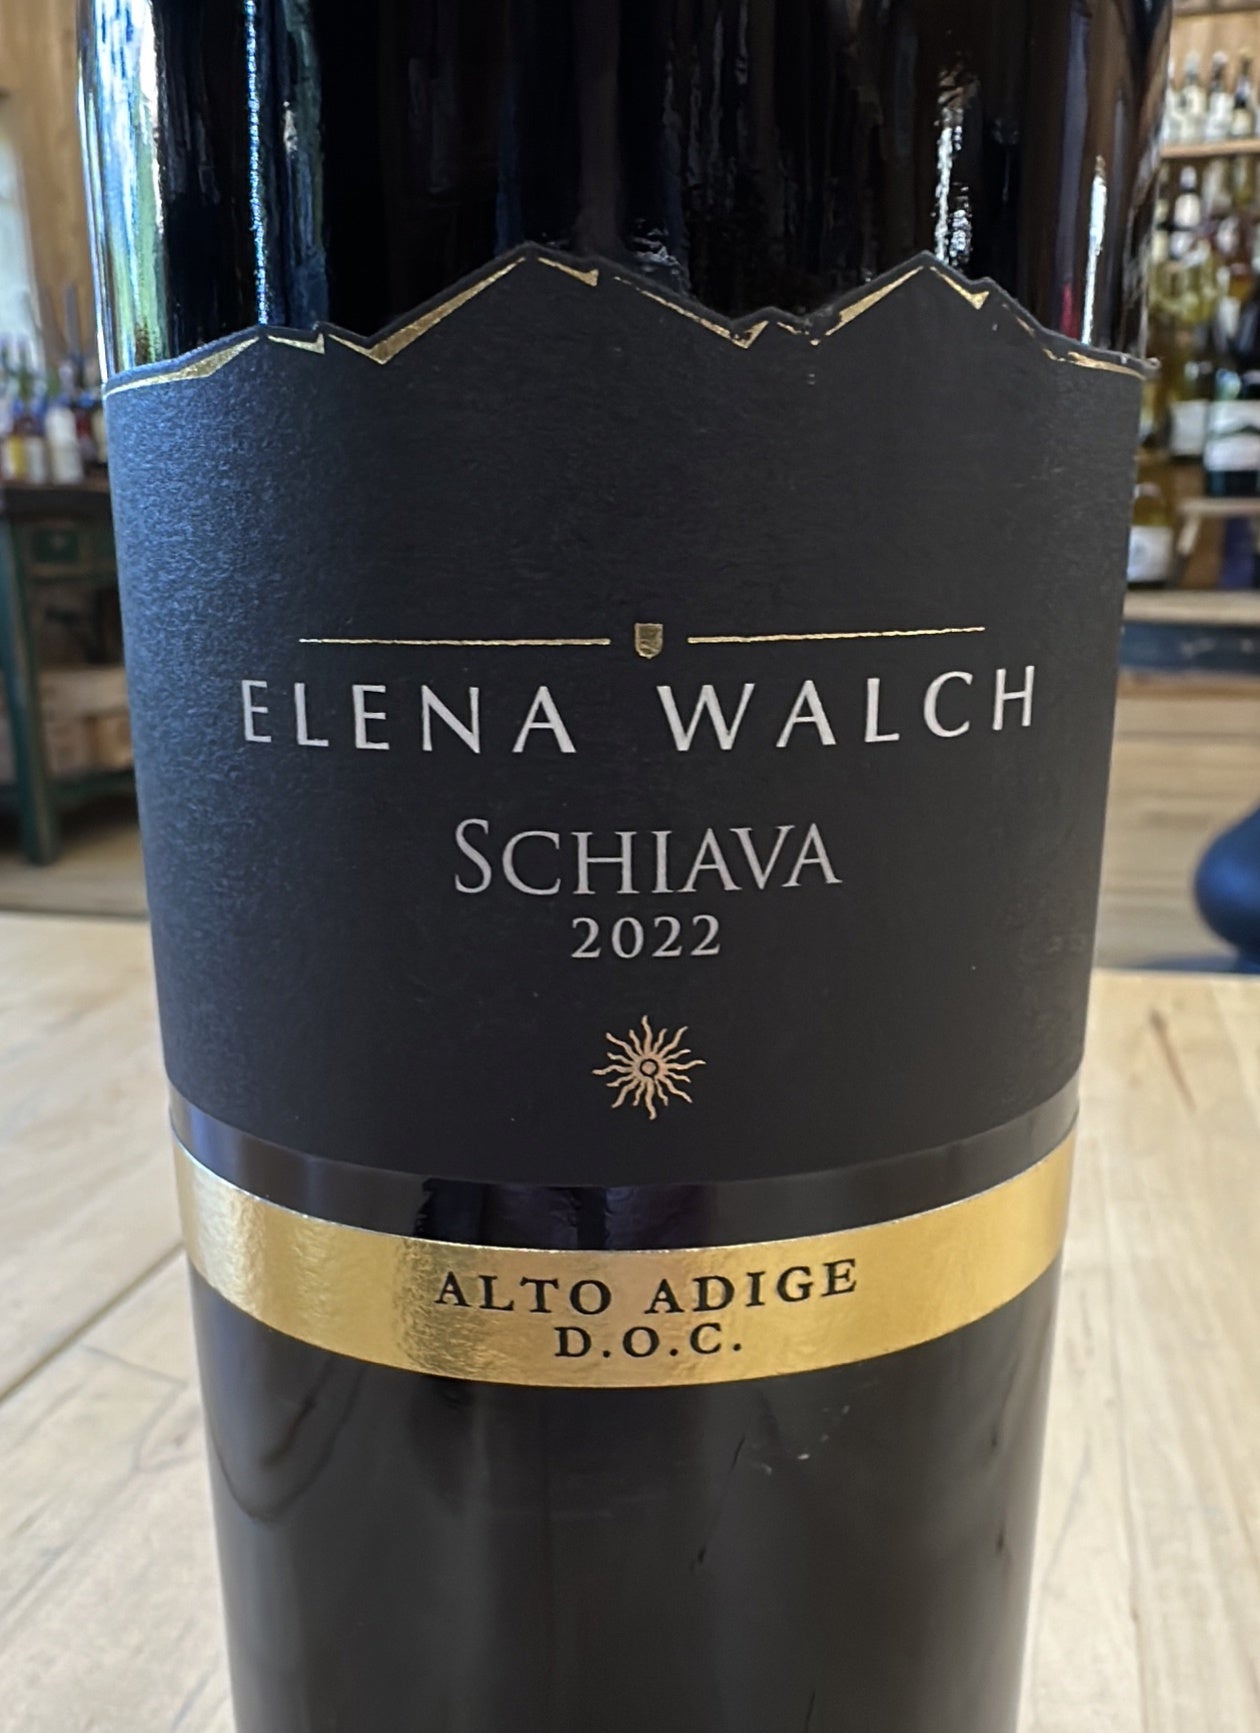 ELENA WALCH
SCHIAVA
2022
ALTO ADIGE
D.O.C.